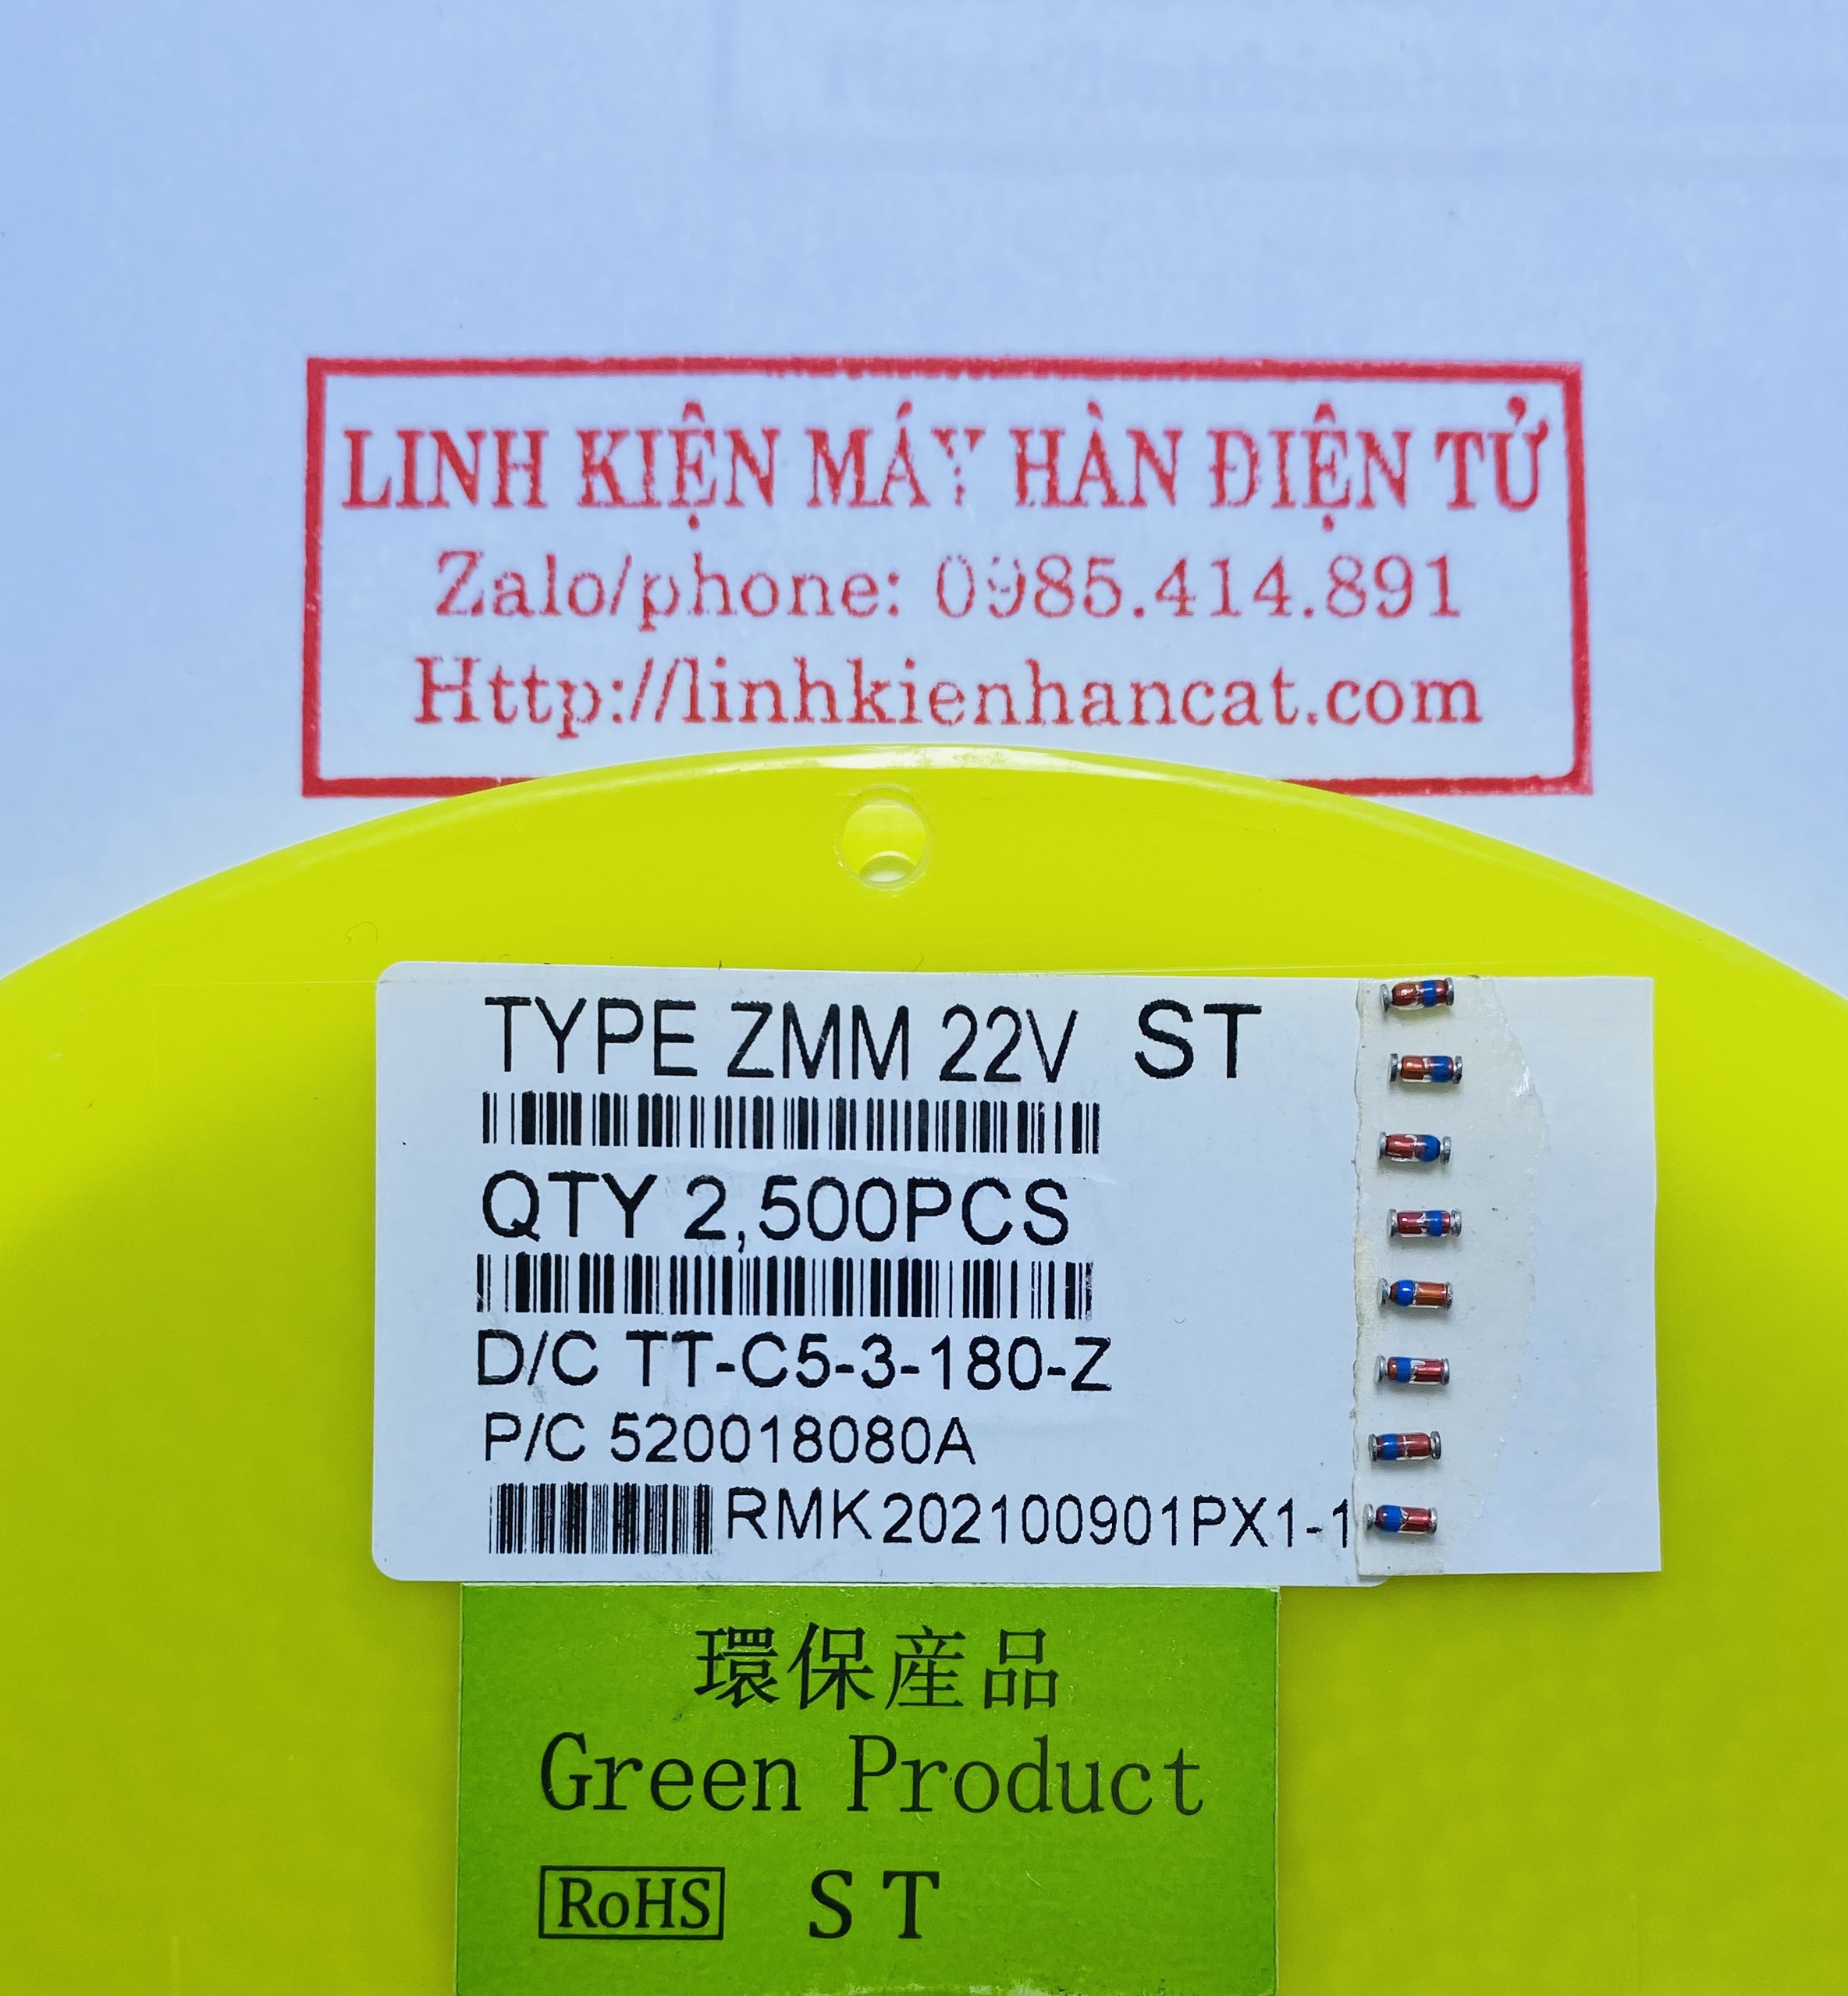 LINH KIỆN MÁY HÀN ĐIỆN TỬ
Zalo/phone: 0985.414.891
Http://linhkienhancat.com
TYPE ZMM 22V ST
QTY 2,500PCS
D/C TT-C5-3-180-Z
P/C 520018080A
RMK202100901PX1-1
環保産品
Green Product
RoHS ST